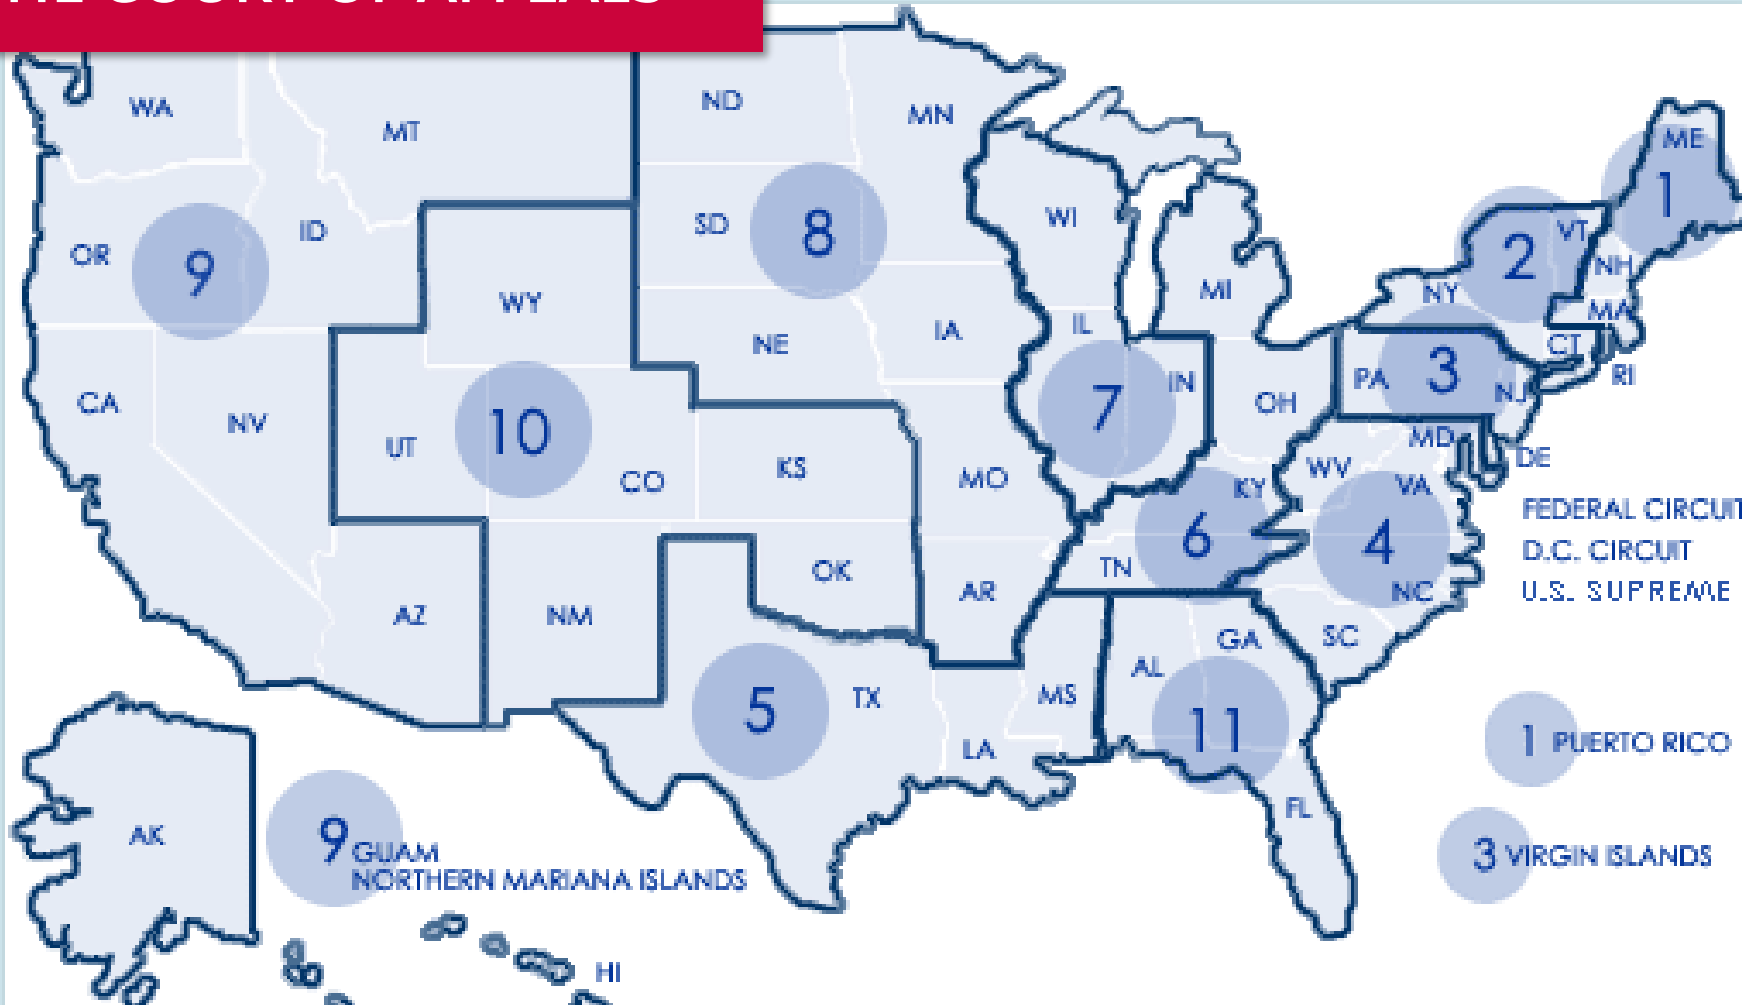 THE COURT OF APPEALS
WA
MT
ND
MN
ME
1
OR
9
ID
SD
8
WI
2
VT
NH
WY
MI
NY
MA
NE
IA
IL
CT
CA
NV
7
IN
OH
PA
3
NJ
RI
UT
10
CO
KS
MO
MD
DE
WV
KY
VA
FEDERAL CIRCUIT
6
4
D.C. CIRCUIT
TN
OK
AR
NC
U.S. SUPREME
AZ
NM
GA
SC
AL
5
TX
MS
11
LA
1 PUERTO RICO
FL
AK
9 GUAM
NORTHERN MARIANA ISLANDS
3 VIRGIN ISLANDS
HI